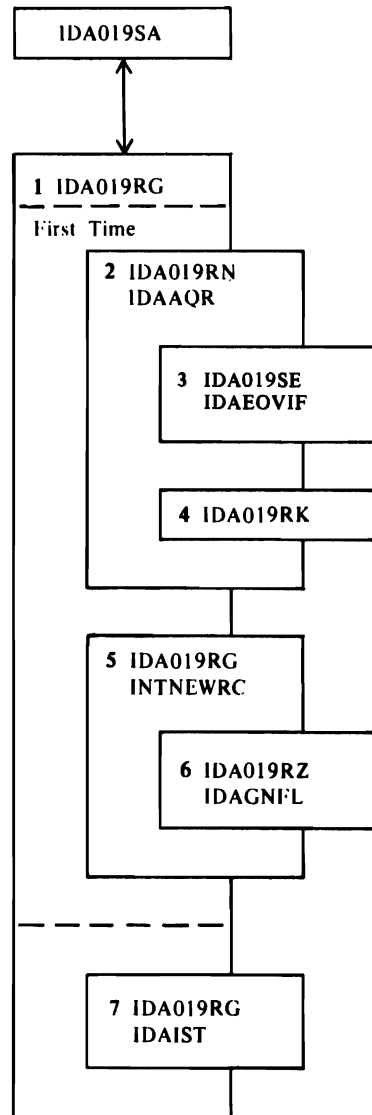 IDA019SA
1 IDA019RG
First Time
2 IDA019RN
IDAAQR
3 IDA019SE
IDAEOVIF
4 IDA019RK
5 IDA019RG
INTNEWRC
6 IDA019RZ
IDAGNFL
7 IDA019RG
IDAIST